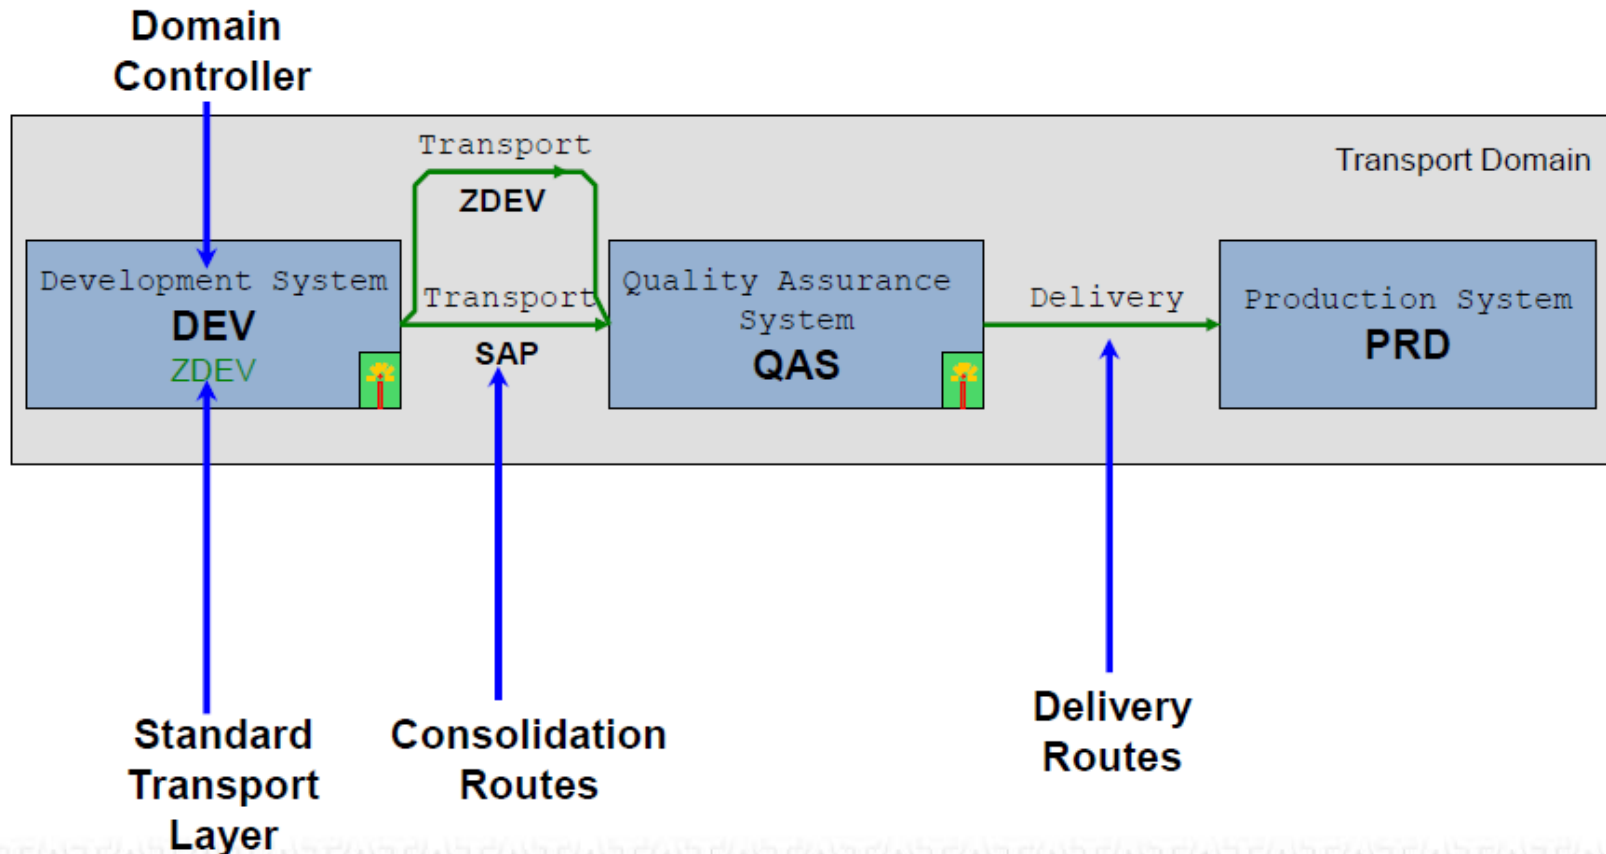 Domain
Controller
Transport
Transport Domain
ZDEV
Development System
DEV
ZDEV
Transport
SAP
Quality Assurance
System
QAS
Delivery
Production System
PRD
Standard
Transport
Layer
Consolidation
Routes
Delivery
Routes